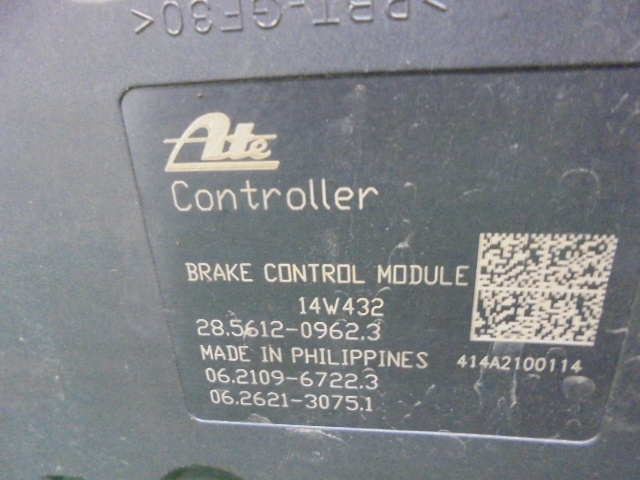 >PBT-GF30<
Ate
Controller
BRAKE CONTROL MODULE
14W432
28.5612-0962.3
MADE IN PHILIPPINES
414A2100114
06.2109-6722.3
06.2621-3075.1